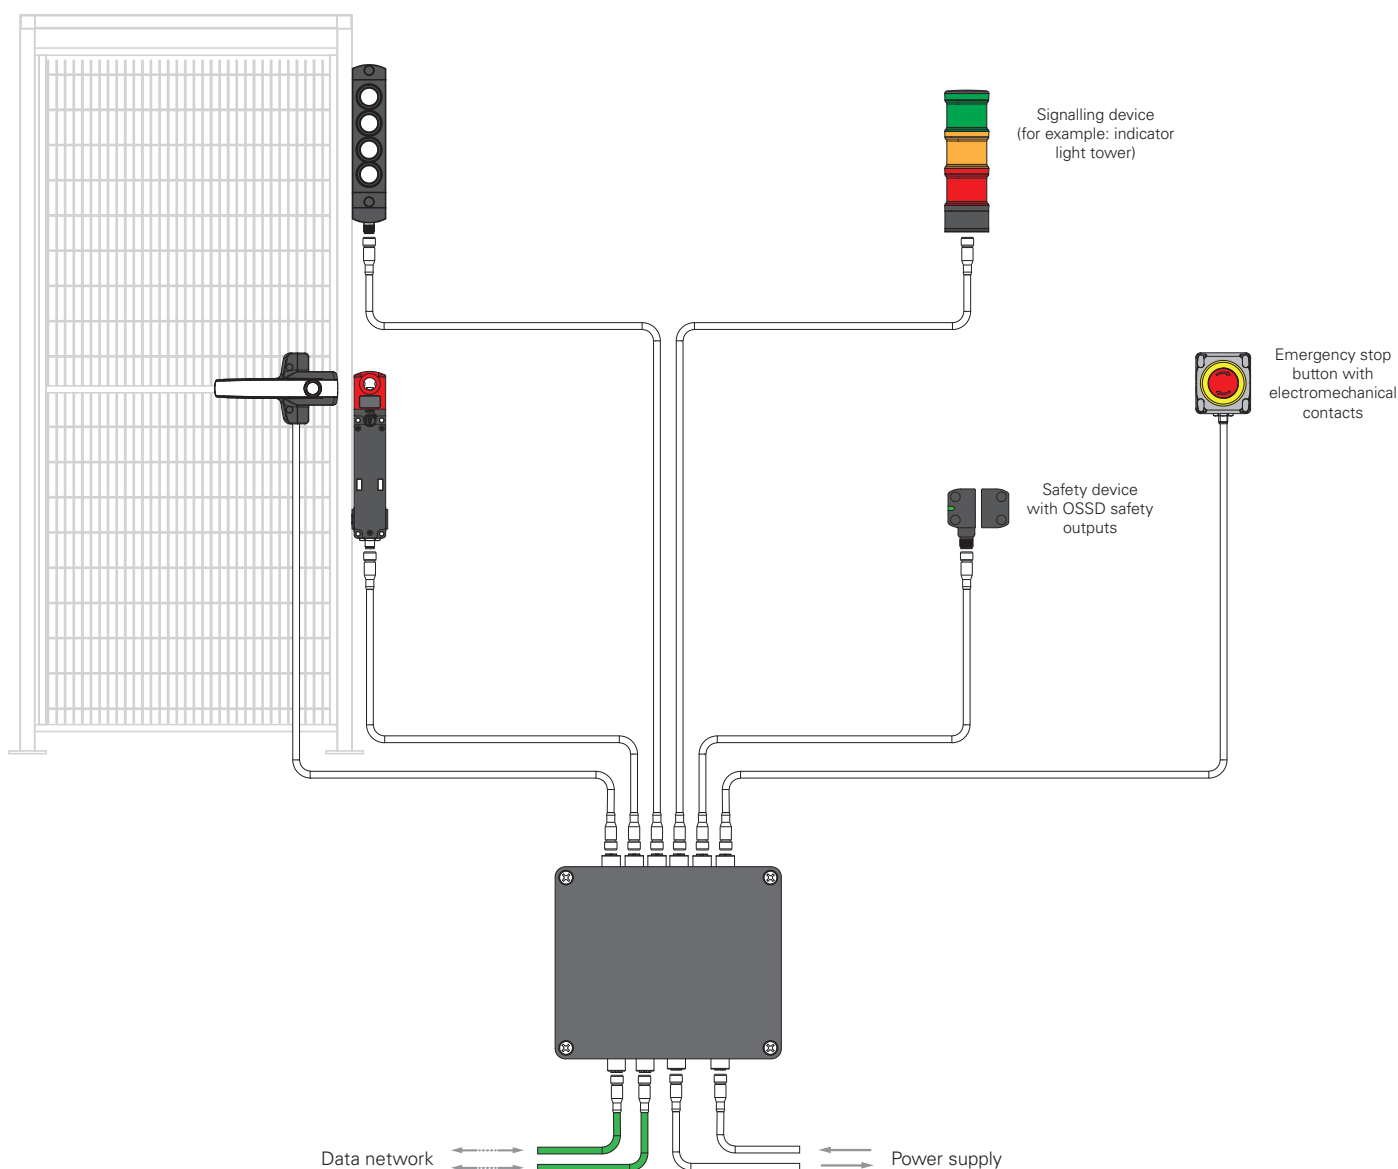 Signalling device
(for example: indicator
light tower)
Emergency stop
button with
electromechanical
contacts
Safety device
with OSSD safety
outputs
Data network
Power supply